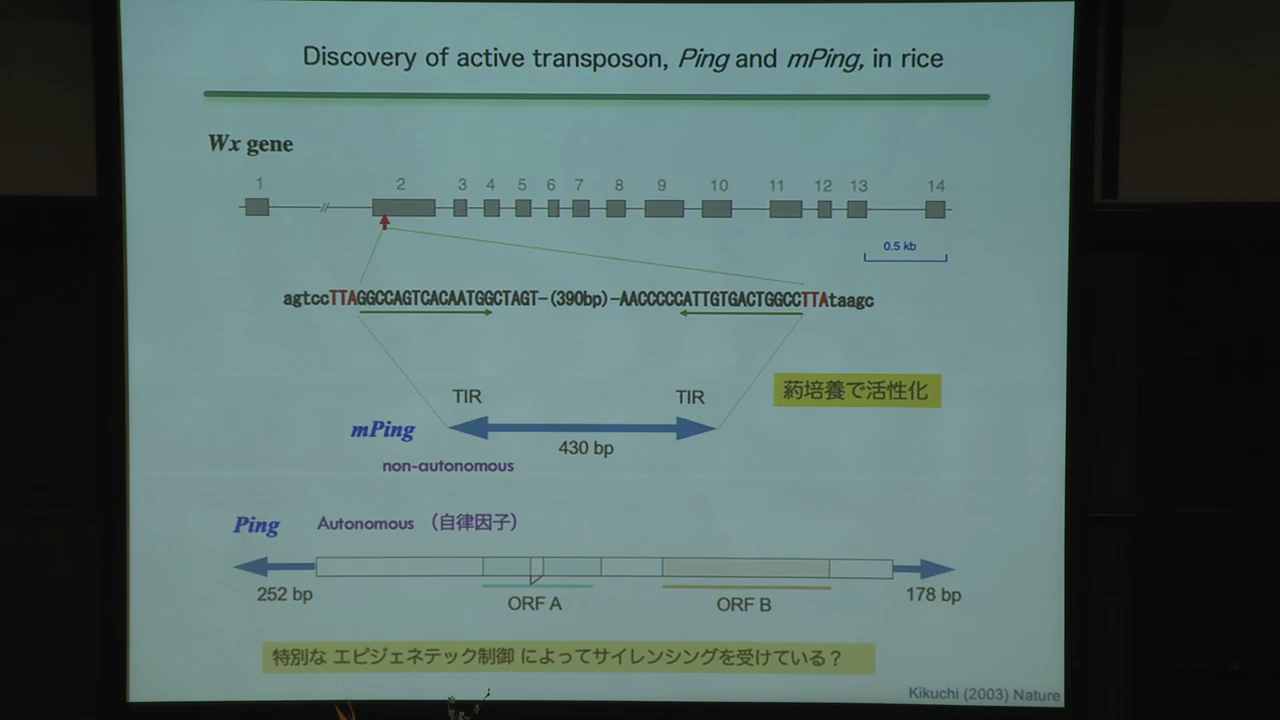 Discovery of active transposon, Ping and mPing, in rice
Wx gene
1 2 3 4 5 6 7 8 9 10 11 12 13 14
0.5 kb
agtccTTAGGCCAGTCACAATGGCTAGT-(390bp)-AACCCCCATTGTGACTGGCCTTAtaagc
TIR TIR
葯培養で活性化
mPing
430 bp
non-autonomous
Ping Autonomous (自律因子)
252 bp 178 bp
ORF A ORF B
特別な エピジェネテック制御 によってサイレンシングを受けている？
Kikuchi (2003) Nature